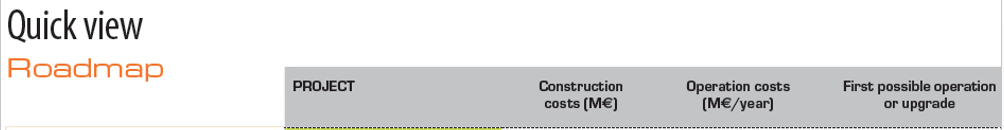 Quick view
Roadmap
PROJECT
Construction
costs (M€)
Operation costs
(M€/year)
First possible operation
or upgrade